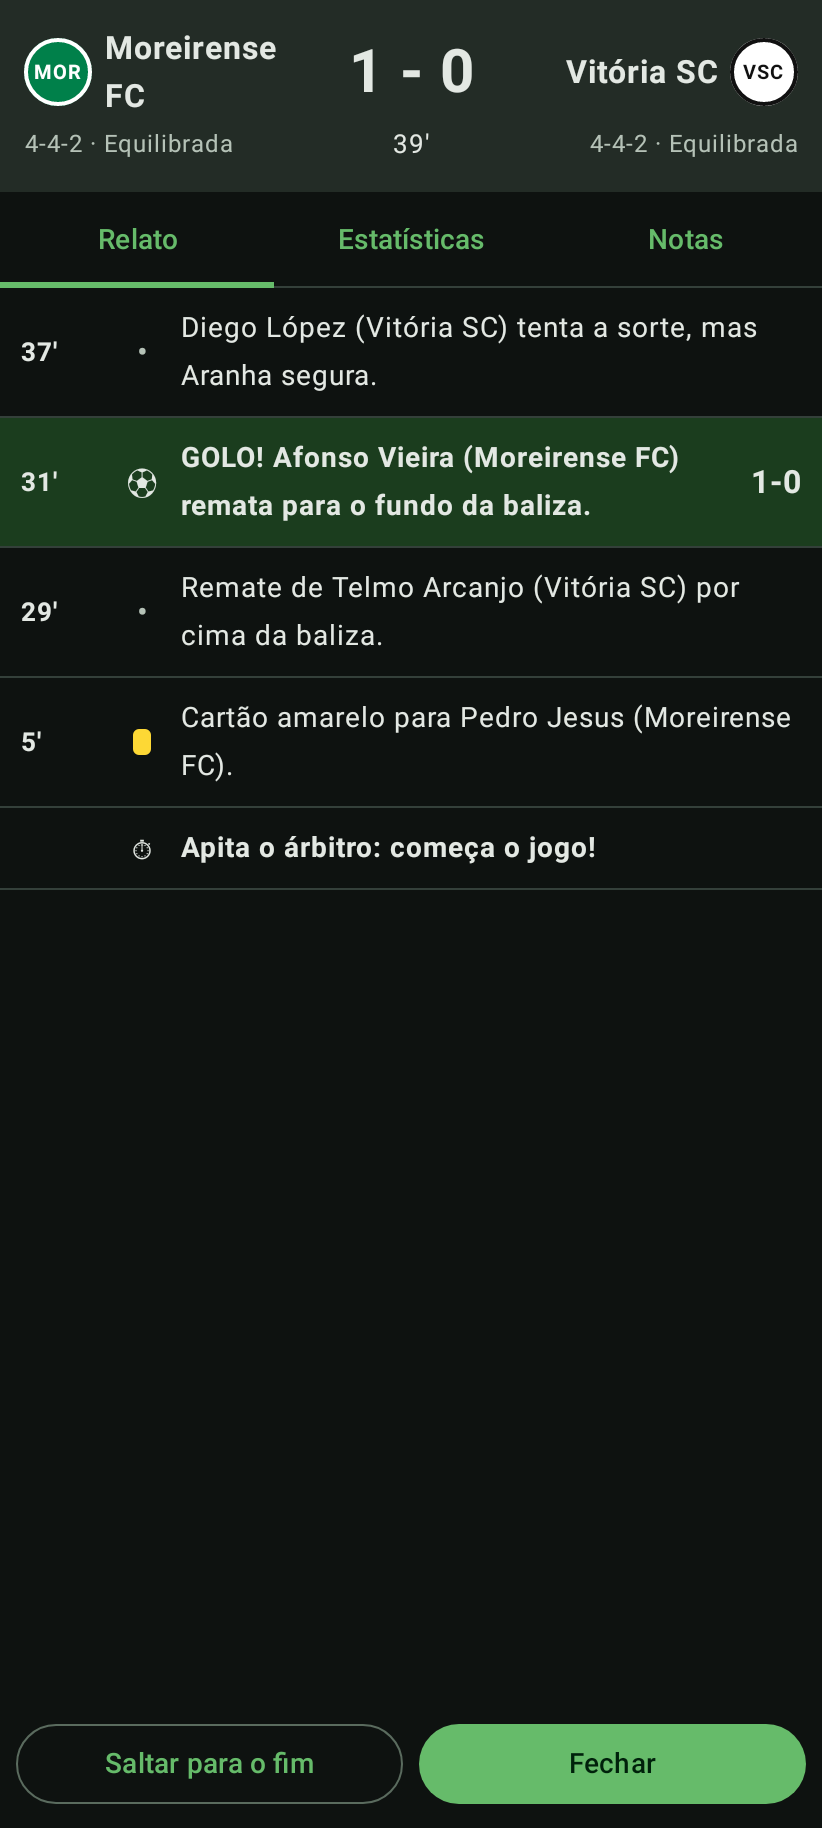 MOR
Moreirense
FC
1 - 0
Vitória SC
VSC
4-4-2 · Equilibrada
39'
4-4-2 · Equilibrada
Relato
Estatísticas
Notas
37'
Diego López (Vitória SC) tenta a sorte, mas
Aranha segura.
31'
GOLO! Afonso Vieira (Moreirense FC)
remata para o fundo da baliza.
1-0
29'
Remate de Telmo Arcanjo (Vitória SC) por
cima da baliza.
5'
Cartão amarelo para Pedro Jesus (Moreirense
FC).
Apita o árbitro: começa o jogo!
Saltar para o fim
Fechar